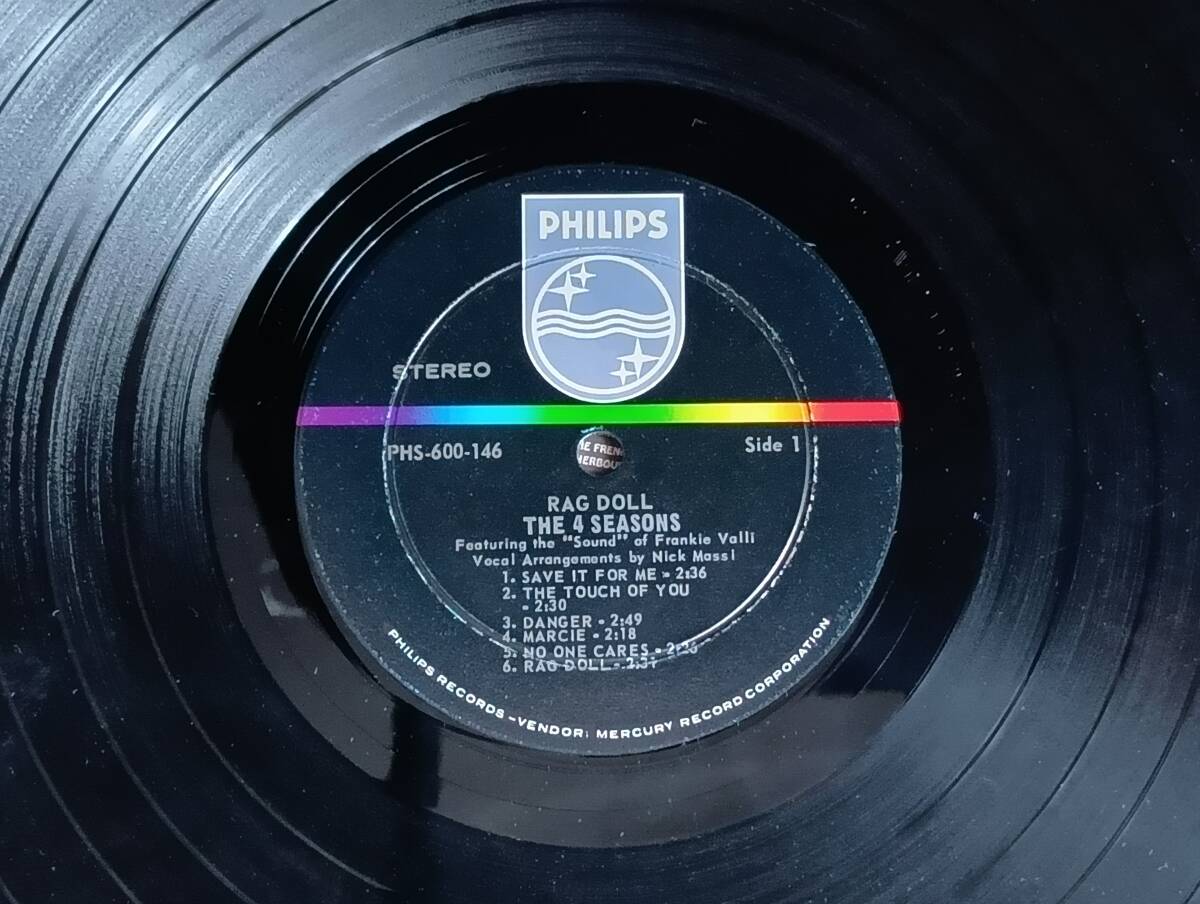 PHILIPS
STEREO
PHS-600-146
Side 1
RAG DOLL
THE 4 SEASONS
Featuring the "Sound" of Frankie Valli
Vocal Arrangements by Nick Massi
1. SAVE IT FOR ME - 2:36
2. THE TOUCH OF YOU
- 2:30
3. DANGER - 2:49
4. MARCIE - 2:18
5. NO ONE CARES -
6. RAG DOLL -
PHILIPS RECORDS - VENDOR: MERCURY RECORD CORPORATION